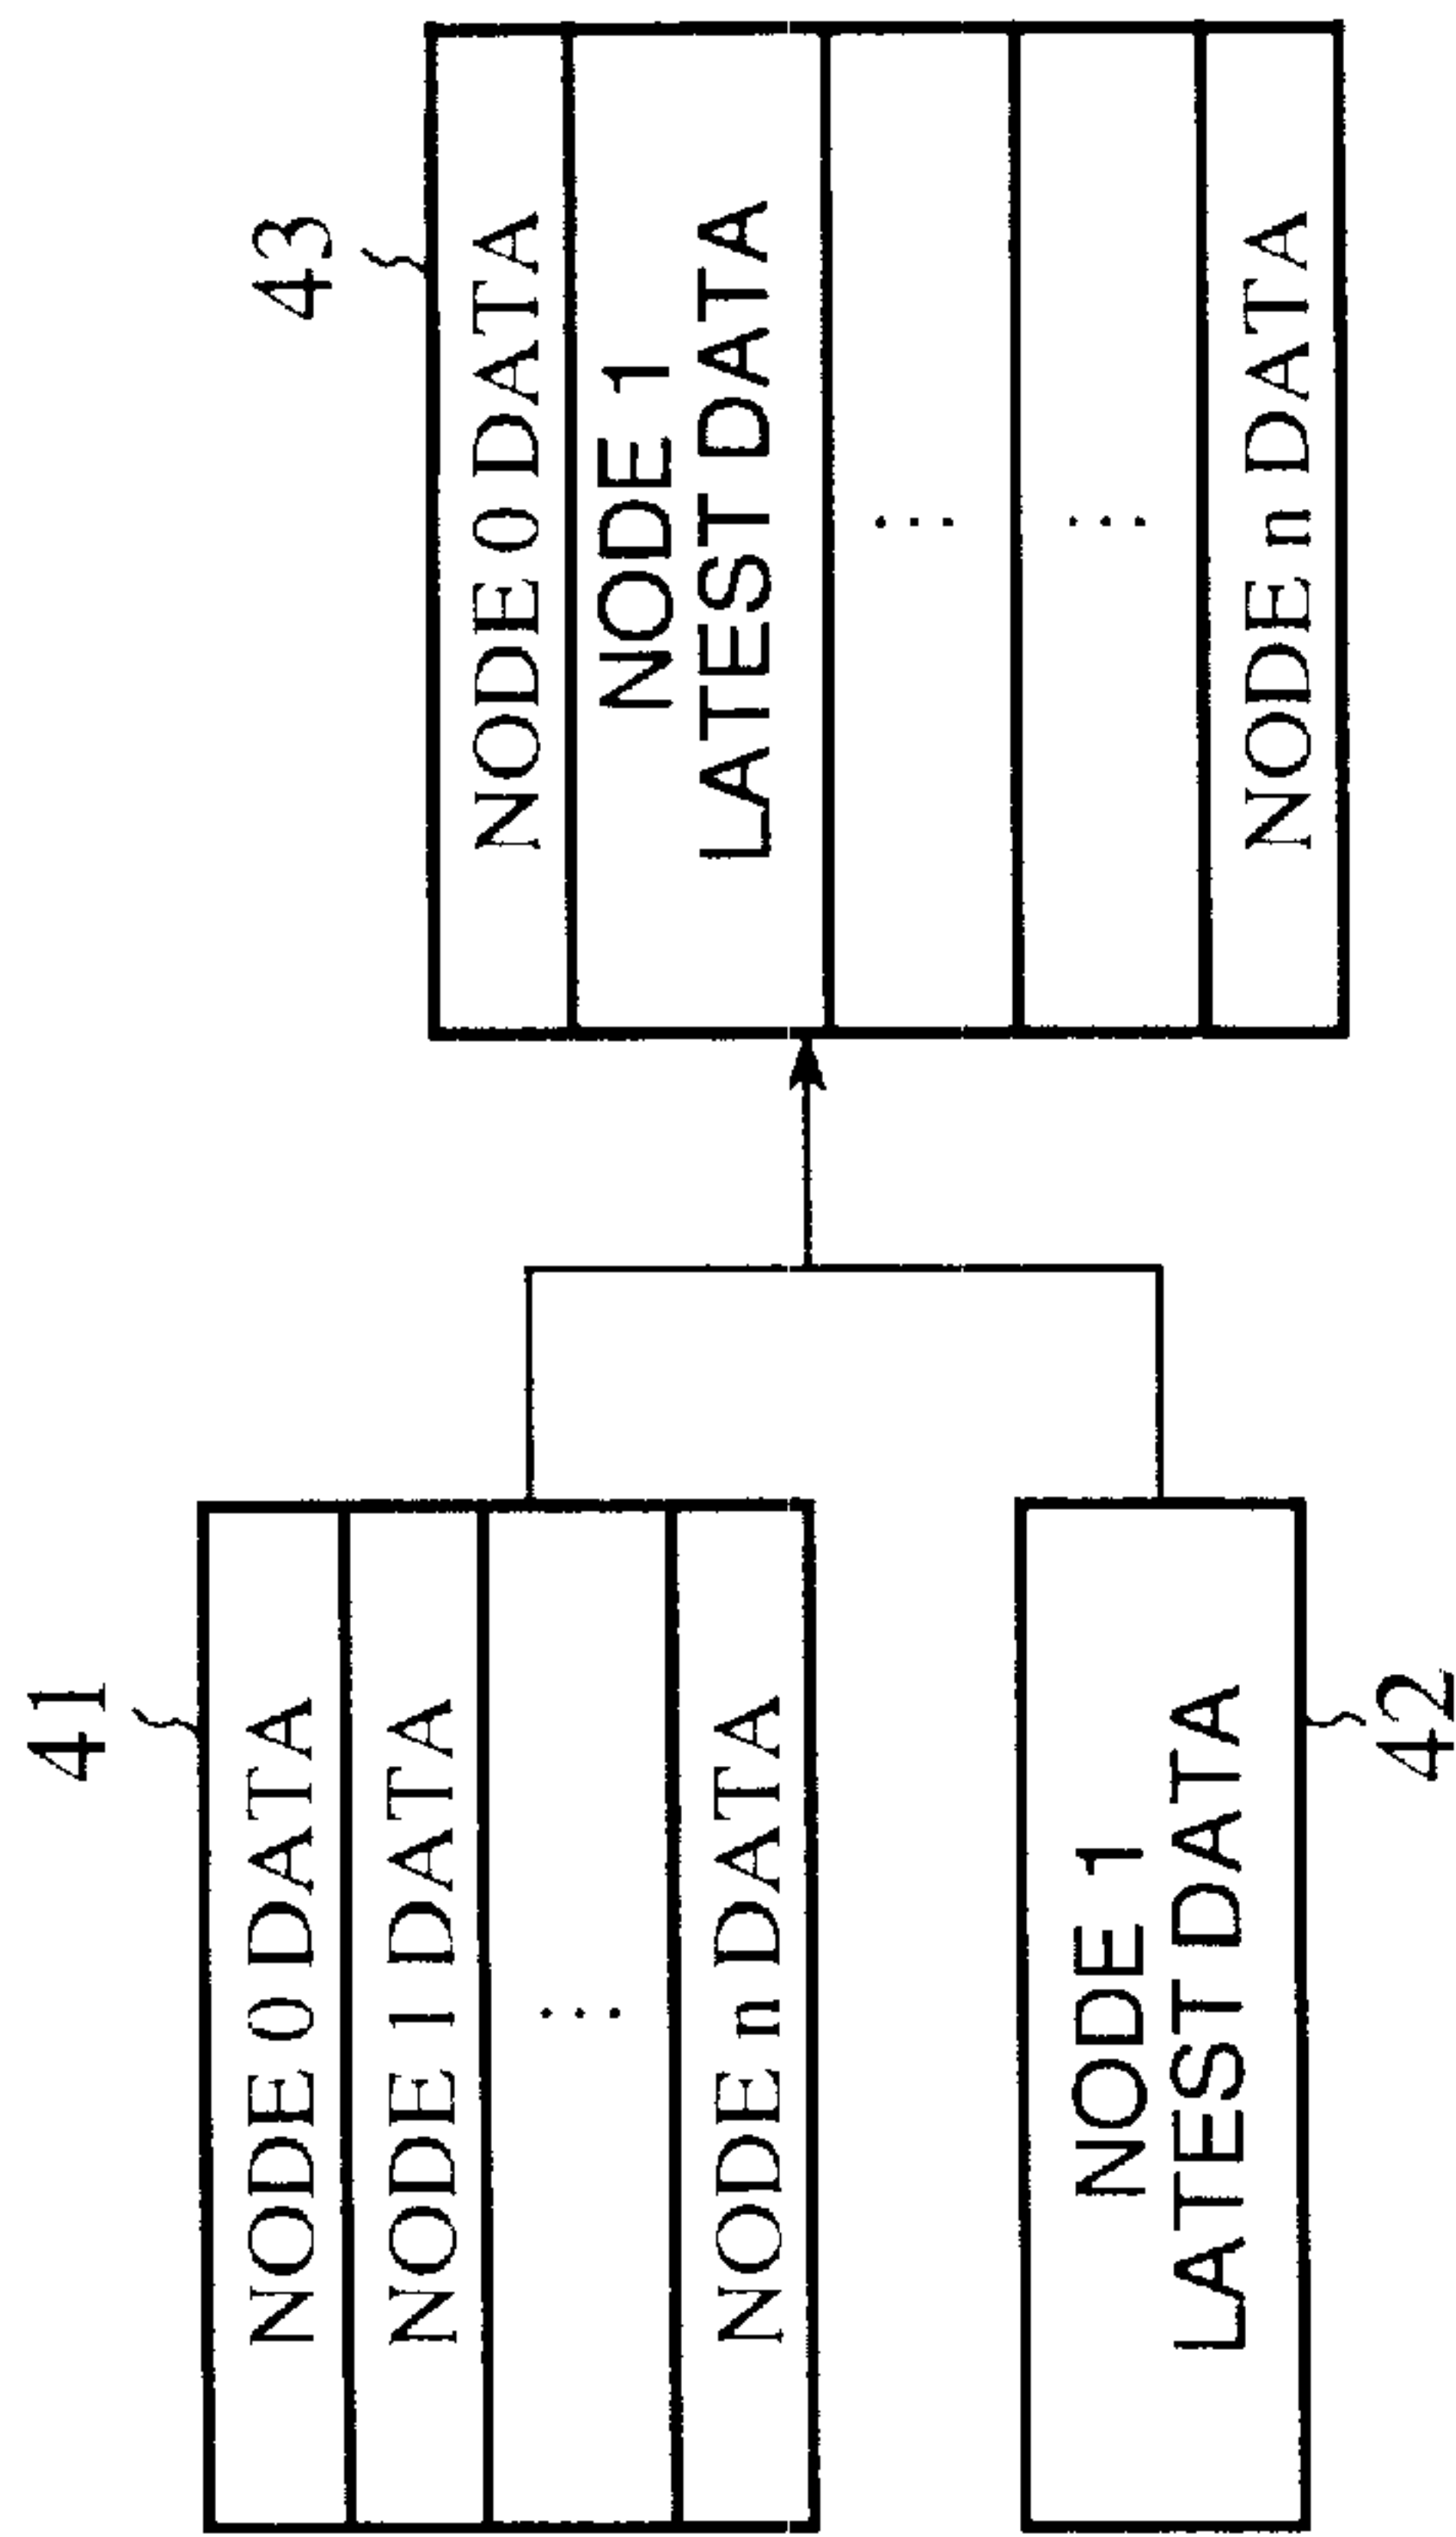 41
NODE 0 DATA
NODE 1 DATA
⋮
NODE n DATA
NODE 1
LATEST DATA
42
43
NODE 0 DATA
NODE 1
LATEST DATA
⋮
⋮
NODE n DATA